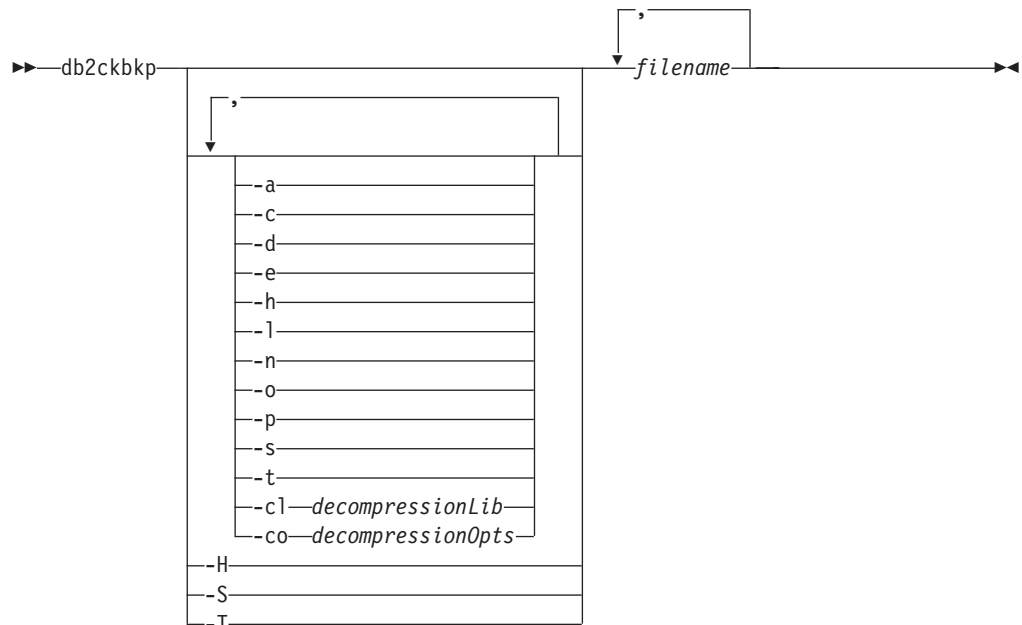 ,
db2ckbkp filename
,
-a
-c
-d
-e
-h
-l
-n
-o
-p
-s
-t
-cl decompressionLib
-co decompressionOpts
-H
-S
-T